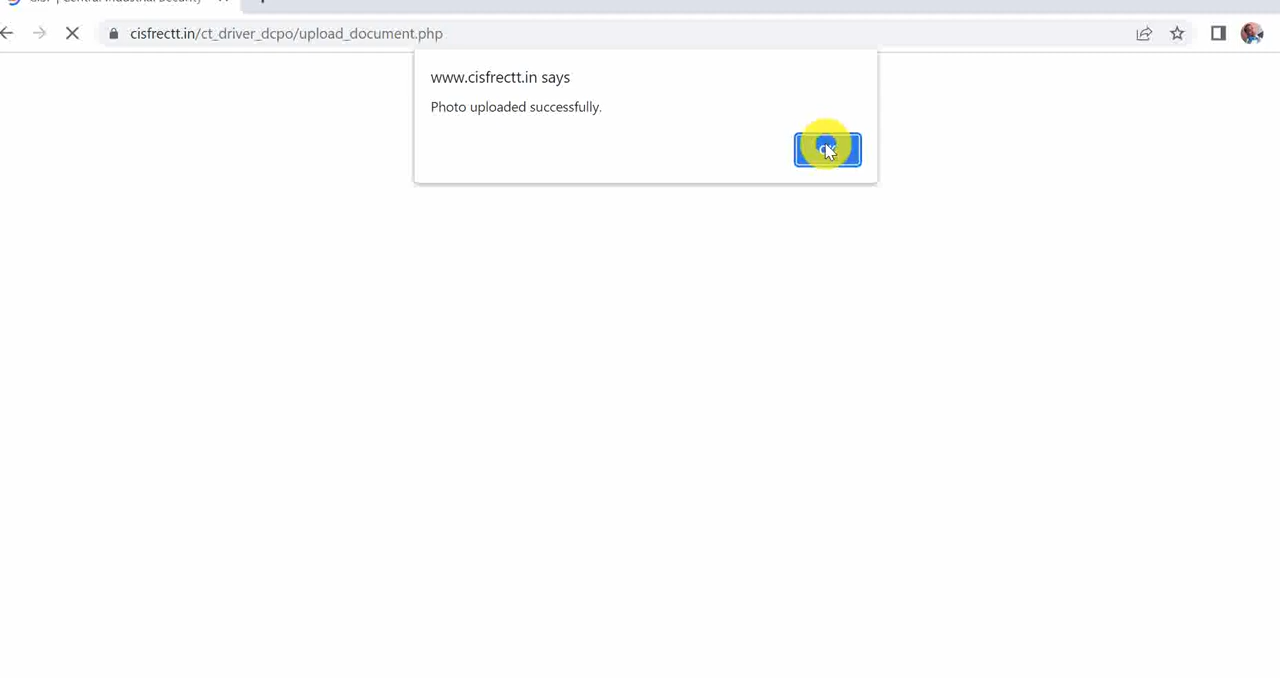 cisfrectt.in/ct_driver_dcpo/upload_document.php
www.cisfrectt.in says
Photo uploaded successfully.